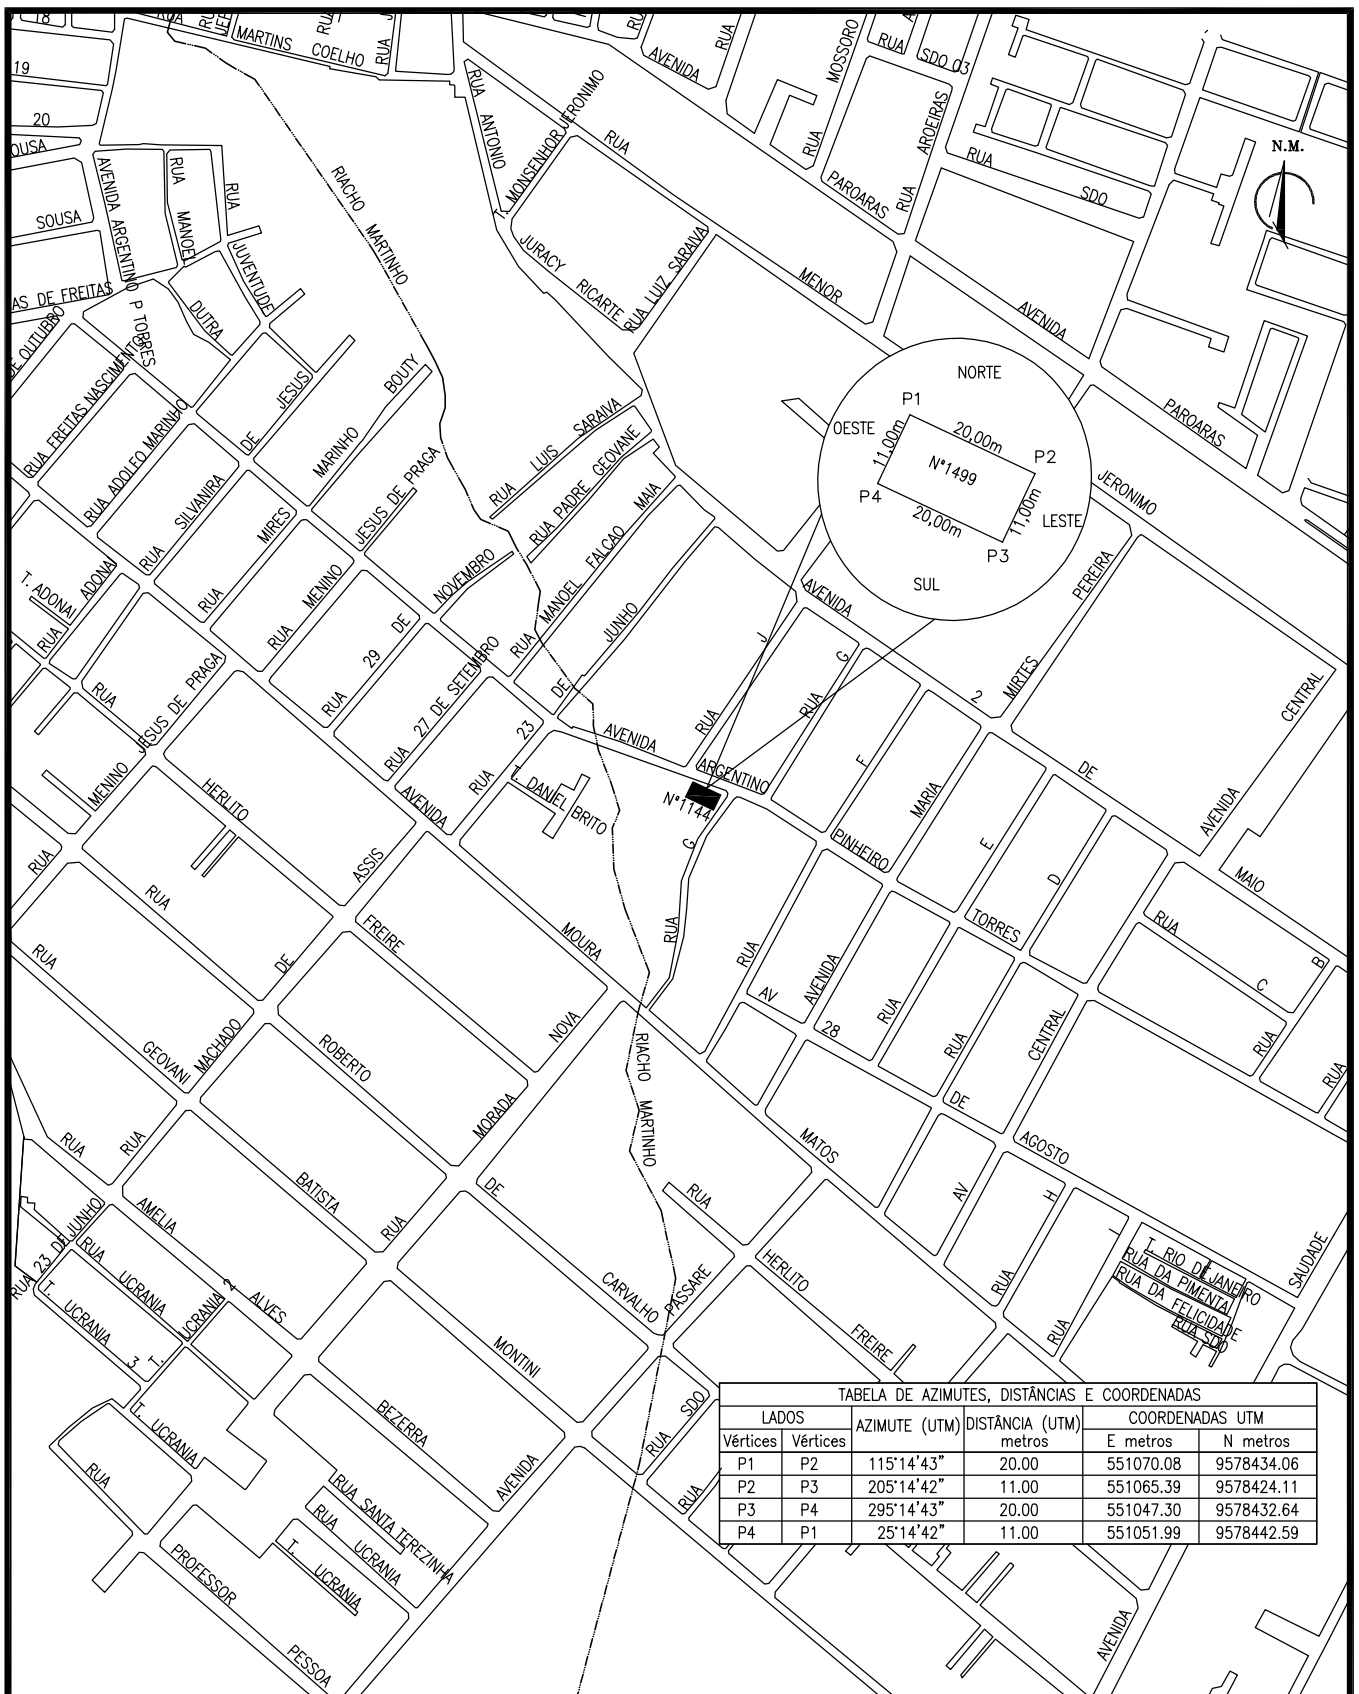 18
19
20
OUSA
SOUSA
AS DE FREITAS
DE OUTUBRO
RUA
MARTINS COELHO
RUA
RUA
RUA
AVENIDA
RUA
MOSSORO
RUA
RUA
SDO 03
AROEIRAS
RUA
PAROARAS
RUA
SDO
N.M.
RUA ANTONIO
T. MONSENHOR JERONIMO
RUA
MENOR
JURACY
RICARTE
RUA LUIZ SARAIVA
RIACHO MARTINHO
AVENIDA ARGENTINO P TORRES
RUA MANOEL
DUTRA
RUA
JUVENTUDE
AVENIDA
PAROARAS
JERONIMO
NORTE
P1
OESTE
20,00m
11,00m
P2
N°1499
P4
20,00m
11,00m
LESTE
P3
SUL
RUA FREITAS NASCIMENTO
RUA ADOLFO MARINHO
RUA SILVANIRA
DE JESUS
RUA MIRES
MARINHO BOUTY
RUA MENINO
JESUS DE PRAGA
RUA 29 DE
NOVEMBRO
RUA LUIS SARAIVA
RUA PADRE GEOVANE
RUA MANOEL FALCAO MAIA
RUA 27 DE SETEMBRO
RUA 23
DE JUNHO
T. ADONAI
RUA ADONAI
RUA
MENINO JESUS DE PRAGA
HERLITO
AVENIDA
ASSIS
FREIRE
MOURA
T. DANIEL BRITO
AVENIDA
ARGENTINO
PINHEIRO
TORRES
N°1144
RUA G
RUA J
RUA G
AVENIDA
2
DE
MAIO
MIRTES PEREIRA
AVENIDA CENTRAL
RUA
F
AVENIDA
MARIA
RUA
E
RUA
D
CENTRAL
RUA
C
RUA
B
RUA
AV
28
DE
AGOSTO
RUA
RUA
RUA
DE
MACHADO
GEOVANI
ROBERTO
NOVA
MORADA
RIACHO MARTINHO
MATOS
AV
RUA
H
RUA
I
SAUDADE
RUA
RUA
AMELIA
BATISTA
RUA
DE
CARVALHO
RUA
PASSARE
HERLITO
FREIRE
T. RIO DE JANEIRO
RUA DA PIMENTA
RUA DA FELICIDADE
RUA SDO
RUA 23 DE JUNHO
RUA UCRANIA
T. UCRANIA 2
T. UCRANIA 3
ALVES
MONTINI
BEZERRA
AVENIDA
RUA SDO
RUA
T. UCRANIA
RUA
RUA SANTA TEREZINHA
RUA UCRANIA
T. UCRANIA
PROFESSOR
PESSOA
AVENIDA
TABELA DE AZIMUTES, DISTÂNCIAS E COORDENADAS
LADOS AZIMUTE (UTM) DISTÂNCIA (UTM) metros COORDENADAS UTM
Vértices Vértices E metros N metros
P1 P2 115°14'43" 20.00 551070.08 9578434.06
P2 P3 205°14'42" 11.00 551065.39 9578424.11
P3 P4 295°14'43" 20.00 551047.30 9578432.64
P4 P1 25°14'42" 11.00 551051.99 9578442.59